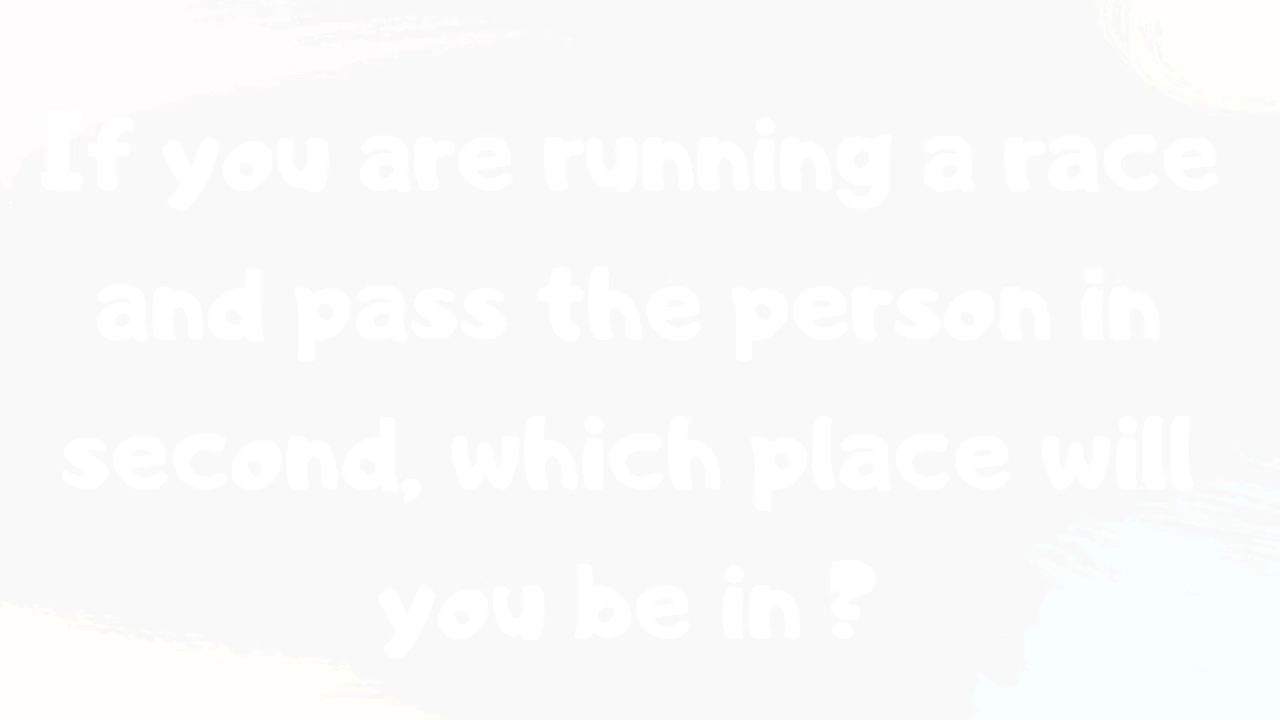 If you are running a race
and pass the person in
second, which place will
you be in ?